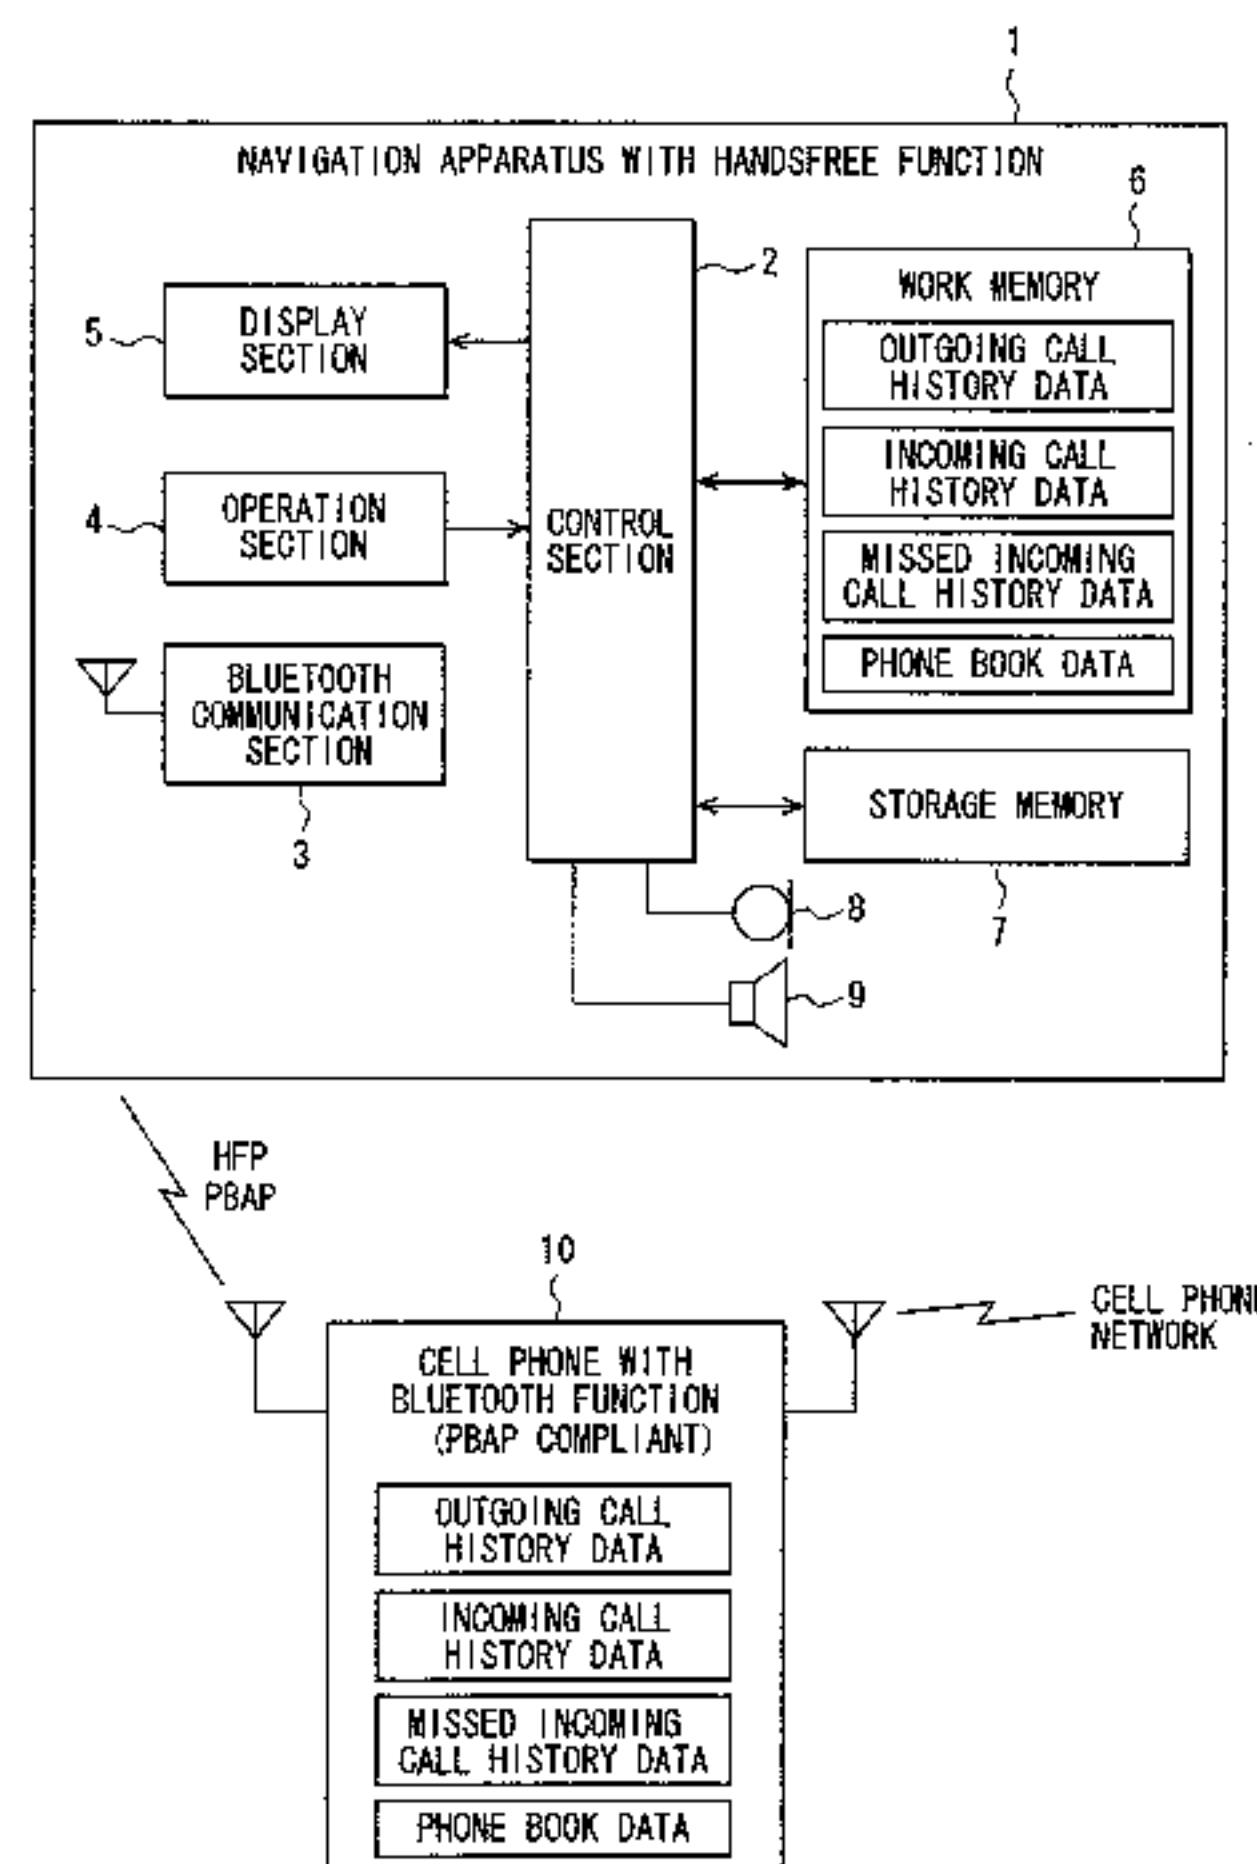 1
NAVIGATION APPARATUS WITH HANDSFREE FUNCTION
6
2
WORK MEMORY
5
DISPLAY
SECTION
OUTGOING CALL
HISTORY DATA
INCOMING CALL
HISTORY DATA
4
OPERATION
SECTION
CONTROL
SECTION
MISSED INCOMING
CALL HISTORY DATA
PHONE BOOK DATA
BLUETOOTH
COMMUNICATION
SECTION
3
STORAGE MEMORY
7
8
9
HFP
PBAP
10
CELL PHONE
NETWORK
CELL PHONE WITH
BLUETOOTH FUNCTION
(PBAP COMPLIANT)
OUTGOING CALL
HISTORY DATA
INCOMING CALL
HISTORY DATA
MISSED INCOMING
CALL HISTORY DATA
PHONE BOOK DATA